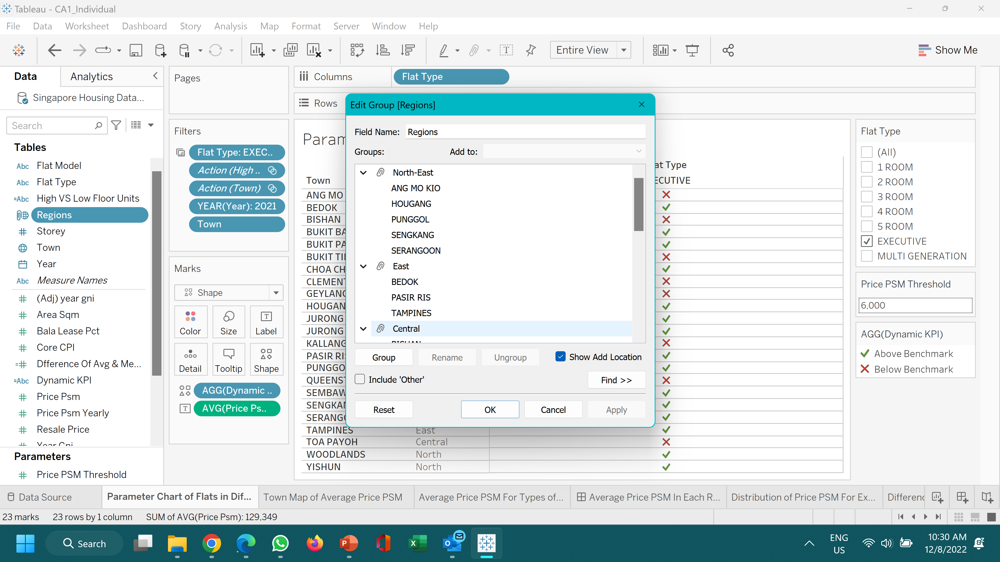 Tableau - CA1_Individual
File Data Worksheet Dashboard Story Analysis Map Format Server Window Help
Entire View
Show Me
Data Analytics
Singapore Housing Data...
Search
Tables
Abc Flat Model
Abc Flat Type
=Abc High VS Low Floor Units
Regions
# Storey
Town
Year
Abc Measure Names
# (Adj) year gni
# Area Sqm
# Bala Lease Pct
# Core CPI
=# Dfference Of Avg & Me...
=Abc Dynamic KPI
# Price Psm
# Price Psm Yearly
# Resale Price
# Year Gni
Parameters
# Price PSM Threshold
Pages
Filters
Flat Type: EXEC..
Action (High ..
Action (Town)
YEAR(Year): 2021
Town
Marks
Shape
Color Size Label
Detail Tooltip Shape
AGG(Dynamic ..
AVG(Price Ps..
Columns Flat Type
Rows
Param
at Type
Town
ECUTIVE
ANG MO
BEDOK
BISHAN
BUKIT BA
BUKIT PA
BUKIT TI
CHOA CH
CLEMENT
GEYLANG
HOUGAN
JURONG
JURONG
KALLANG
PASIR RI
PUNGGO
QUEENST
SEMBAW
SENGKAN
SERANGO
TAMPINES East
TOA PAYOH Central
WOODLANDS North
YISHUN North
Edit Group [Regions]
Field Name: Regions
Groups: Add to:
North-East
ANG MO KIO
HOUGANG
PUNGGOL
SENGKANG
SERANGOON
East
BEDOK
PASIR RIS
TAMPINES
Central
BISHAN
Group Rename Ungroup Show Add Location
Include 'Other' Find >>
Reset OK Cancel Apply
Flat Type
(All)
1 ROOM
2 ROOM
3 ROOM
4 ROOM
5 ROOM
EXECUTIVE
MULTI GENERATION
Price PSM Threshold
6,000
AGG(Dynamic KPI)
Above Benchmark
Below Benchmark
Data Source Parameter Chart of Flats in Dif... Town Map of Average Price PSM Average Price PSM For Types of... Average Price PSM In Each R... Distribution of Price PSM For Ex... Differenc
23 marks 23 rows by 1 column SUM of AVG(Price Psm): 129,349
Search
ENG
US
10:30 AM
12/8/2022